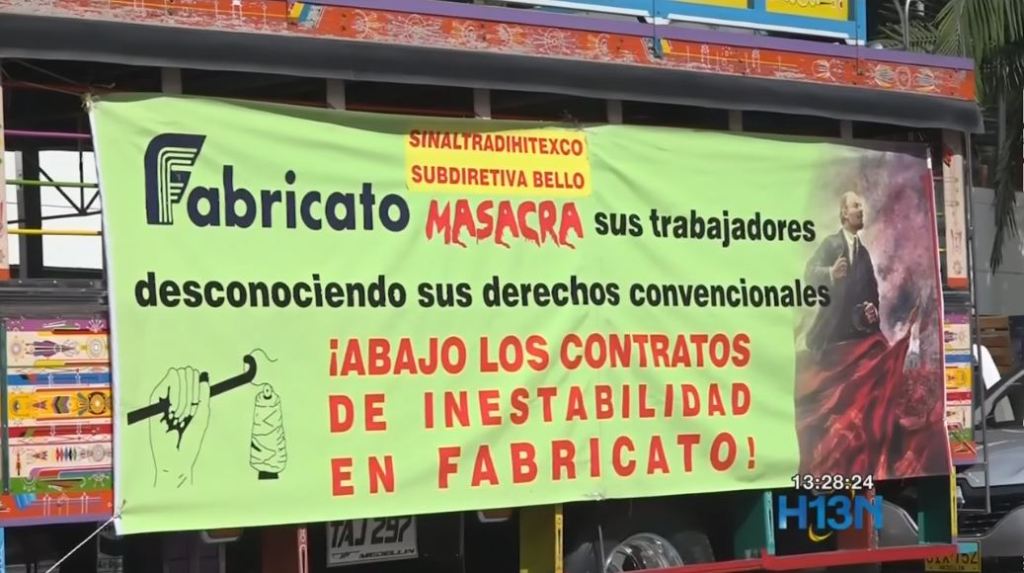 SINALTRADIHITEXCO
SUBDIRETIVA BELLO
Fabricato MASACRA sus trabajadores
desconociendo sus derechos convencionales
¡ABAJO LOS CONTRATOS
DE INESTABILIDAD
EN FABRICATO!
13:28:24
H13N
TAJ 297
MEDELLIN